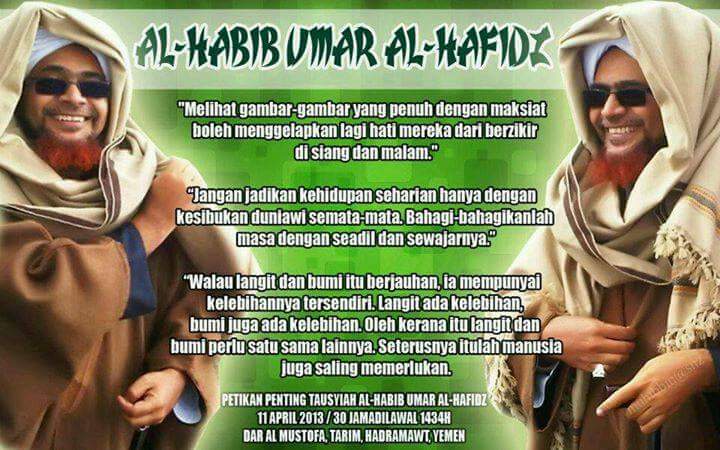 AL-HABIB UMAR AL-HAFIDZ
"Melihat gambar-gambar yang penuh dengan maksiat
boleh menggelapkan lagi hati mereka dari berzikir
di siang dan malam."
"Jangan jadikan kehidupan seharian hanya dengan
kesibukan duniawi semata-mata. Bahagi-bahagikanlah
masa dengan seadil dan sewajarnya."
"Walau langit dan bumi itu berjauhan, ia mempunyai
kelebihannya tersendiri. Langit ada kelebihan,
bumi juga ada kelebihan. Oleh kerana itu langit dan
bumi perlu satu sama lainnya. Seterusnya itulah manusia
juga saling memerlukan.
PETIKAN PENTING TAUSYIAH AL-HABIB UMAR AL-HAFIDZ
11 APRIL 2013 / 30 JAMADILAWAL 1434H
DAR AL MUSTOFA, TARIM, HADRAMAWT, YEMEN